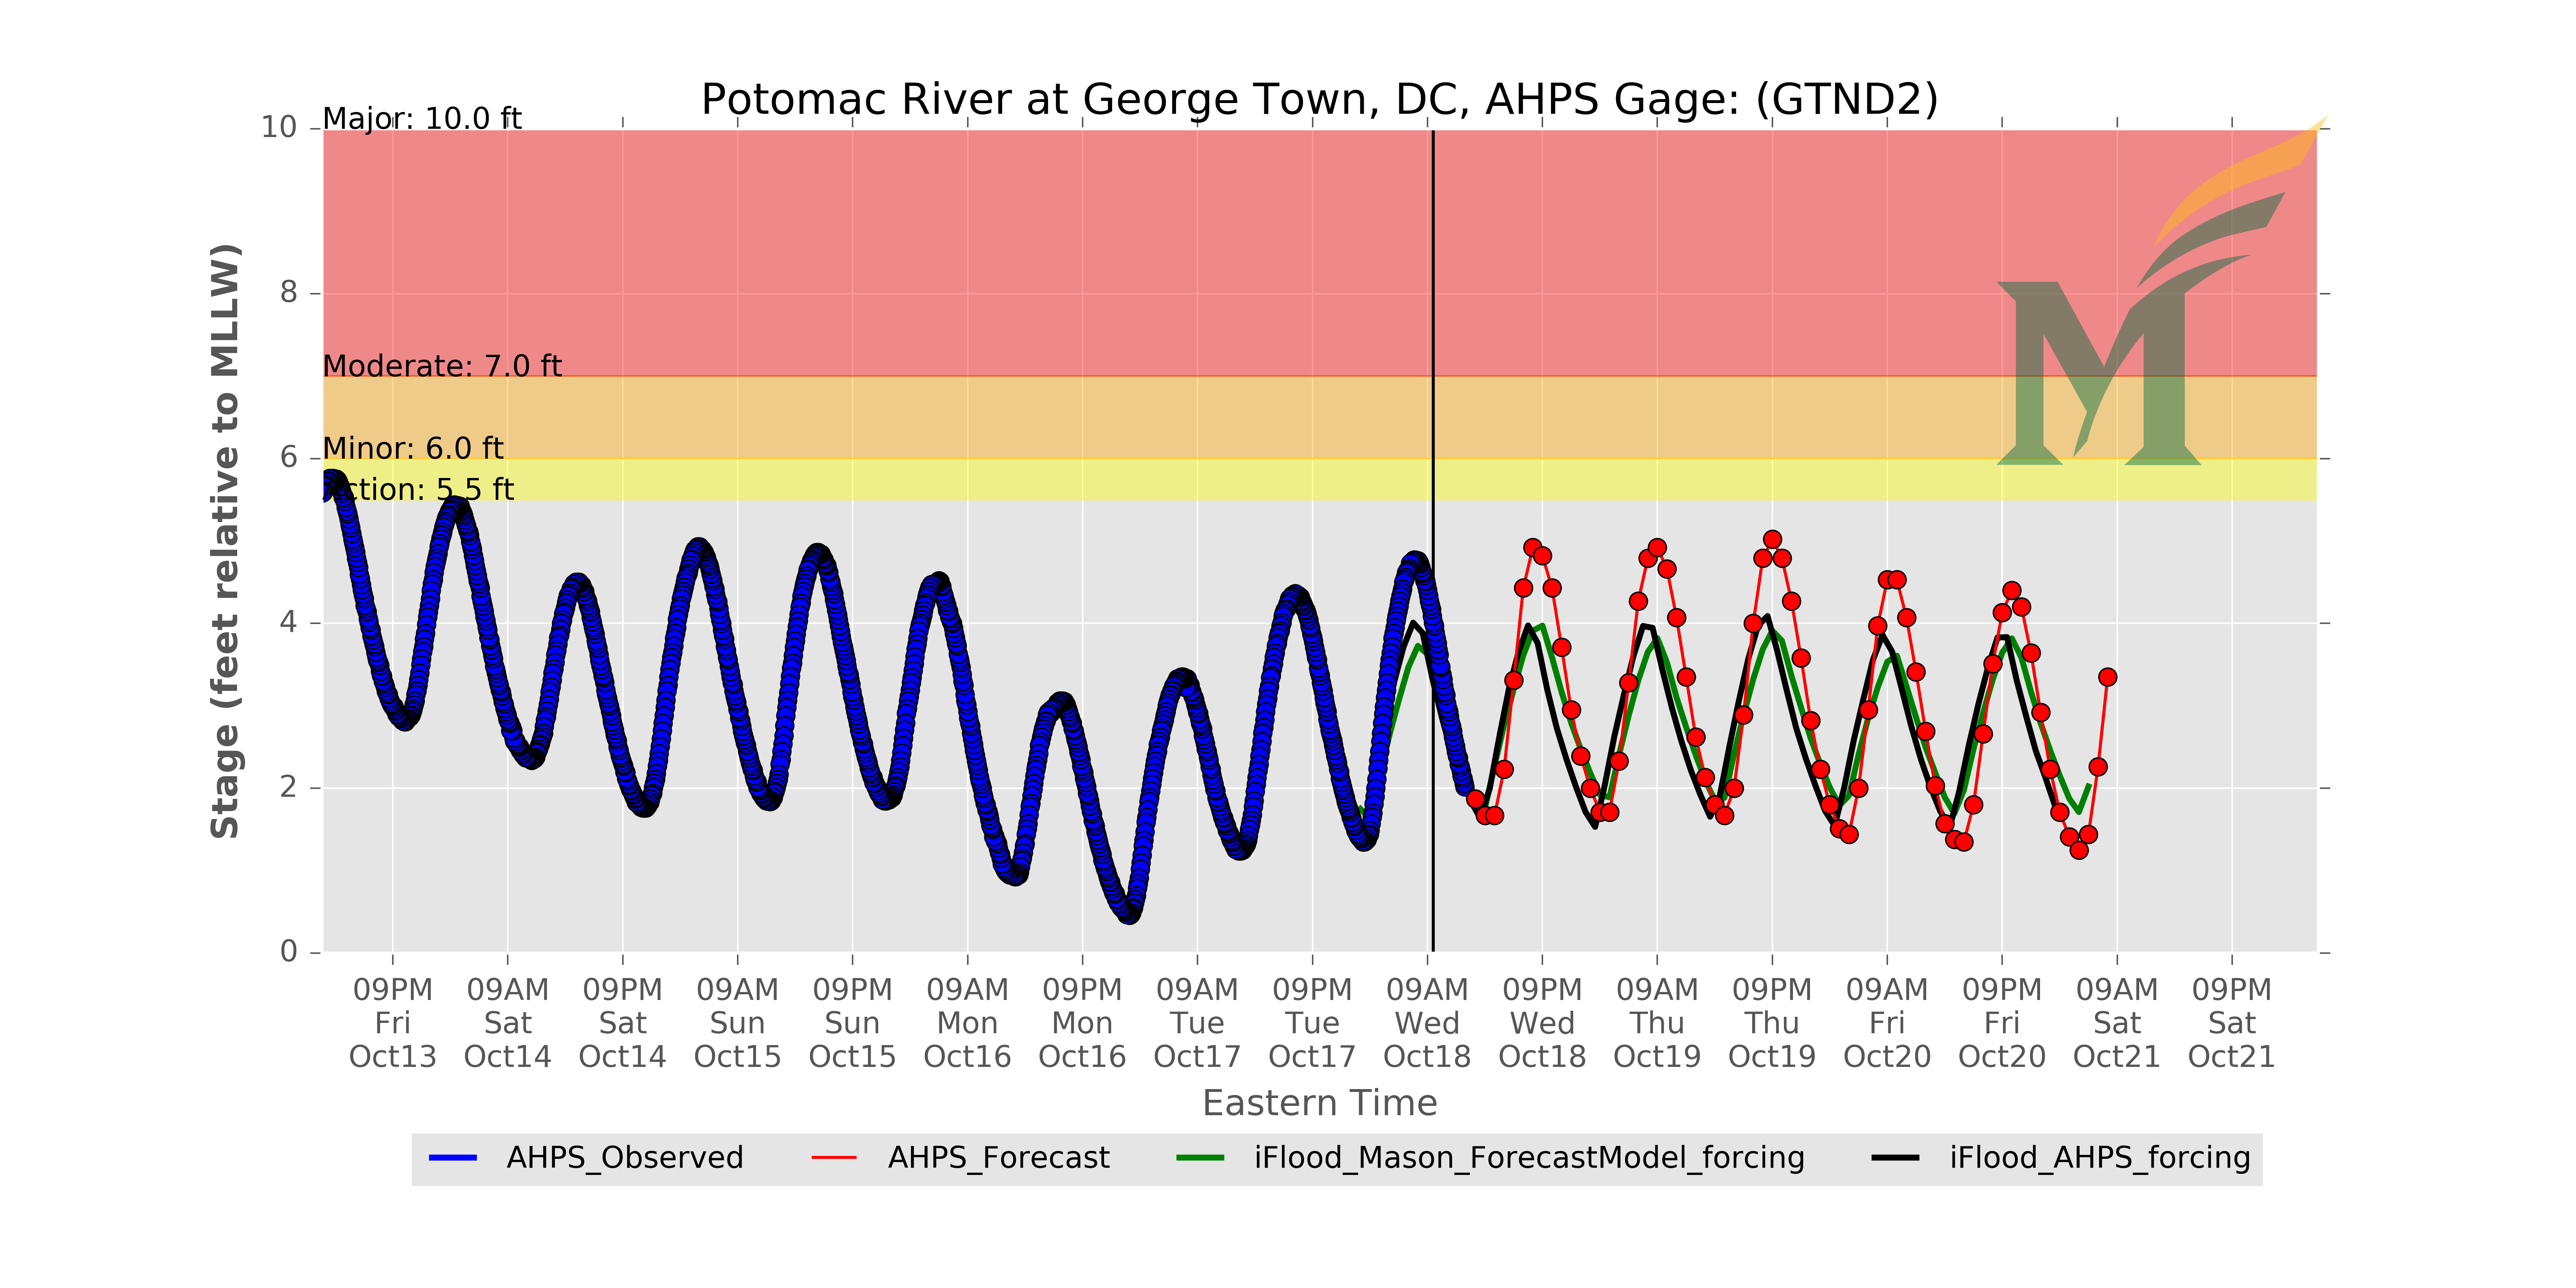 Potomac River at George Town, DC, AHPS Gage: (GTND2)
Major: 10.0 ft
Moderate: 7.0 ft
Minor: 6.0 ft
ction: 5.5 ft
Stage (feet relative to MLLW)
10
8
6
4
2
0
09PM Fri Oct13
09AM Sat Oct14
09PM Sat Oct14
09AM Sun Oct15
09PM Sun Oct15
09AM Mon Oct16
09PM Mon Oct16
09AM Tue Oct17
09PM Tue Oct17
09AM Wed Oct18
09PM Wed Oct18
09AM Thu Oct19
09PM Thu Oct19
09AM Fri Oct20
09PM Fri Oct20
09AM Sat Oct21
09PM Sat Oct21
Eastern Time
AHPS_Observed
AHPS_Forecast
iFlood_Mason_ForecastModel_forcing
iFlood_AHPS_forcing
M